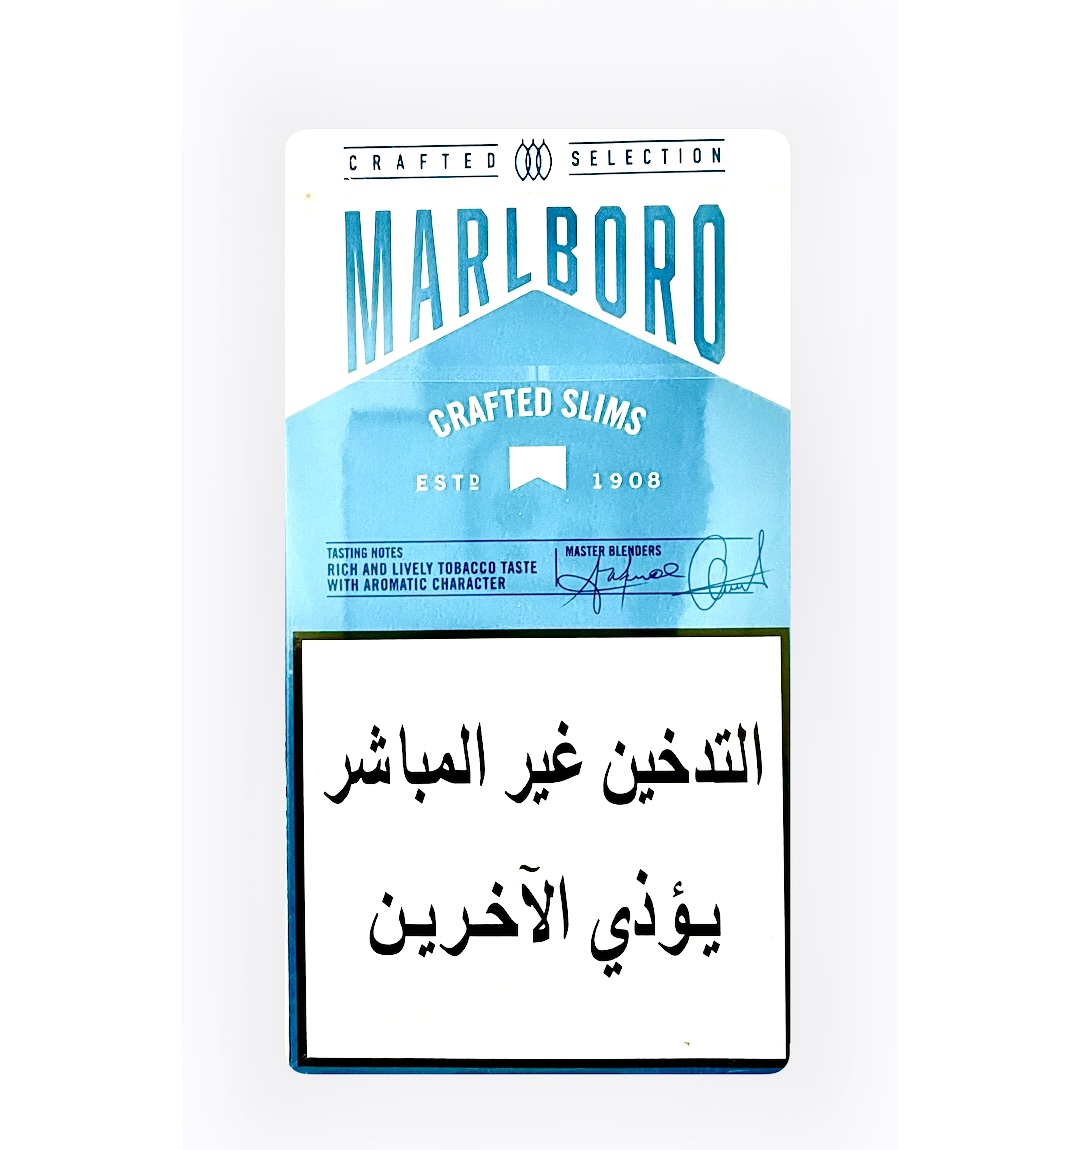 CRAFTED SELECTION
MARLBORO
CRAFTED SLIMS
ESTD 1908
TASTING NOTES
RICH AND LIVELY TOBACCO TASTE
WITH AROMATIC CHARACTER
MASTER BLENDERS
التدخين غير المباشر
يؤذي الآخرين